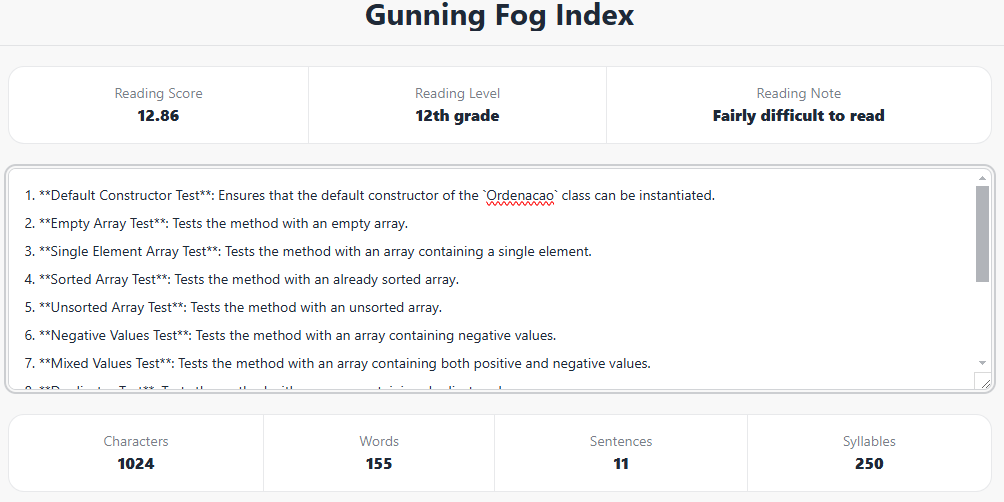 Gunning Fog Index
Reading Score
12.86
Reading Level
12th grade
Reading Note
Fairly difficult to read
1. **Default Constructor Test**: Ensures that the default constructor of the `Ordenacao` class can be instantiated.
2. **Empty Array Test**: Tests the method with an empty array.
3. **Single Element Array Test**: Tests the method with an array containing a single element.
4. **Sorted Array Test**: Tests the method with an already sorted array.
5. **Unsorted Array Test**: Tests the method with an unsorted array.
6. **Negative Values Test**: Tests the method with an array containing negative values.
7. **Mixed Values Test**: Tests the method with an array containing both positive and negative values.
Characters
1024
Words
155
Sentences
11
Syllables
250